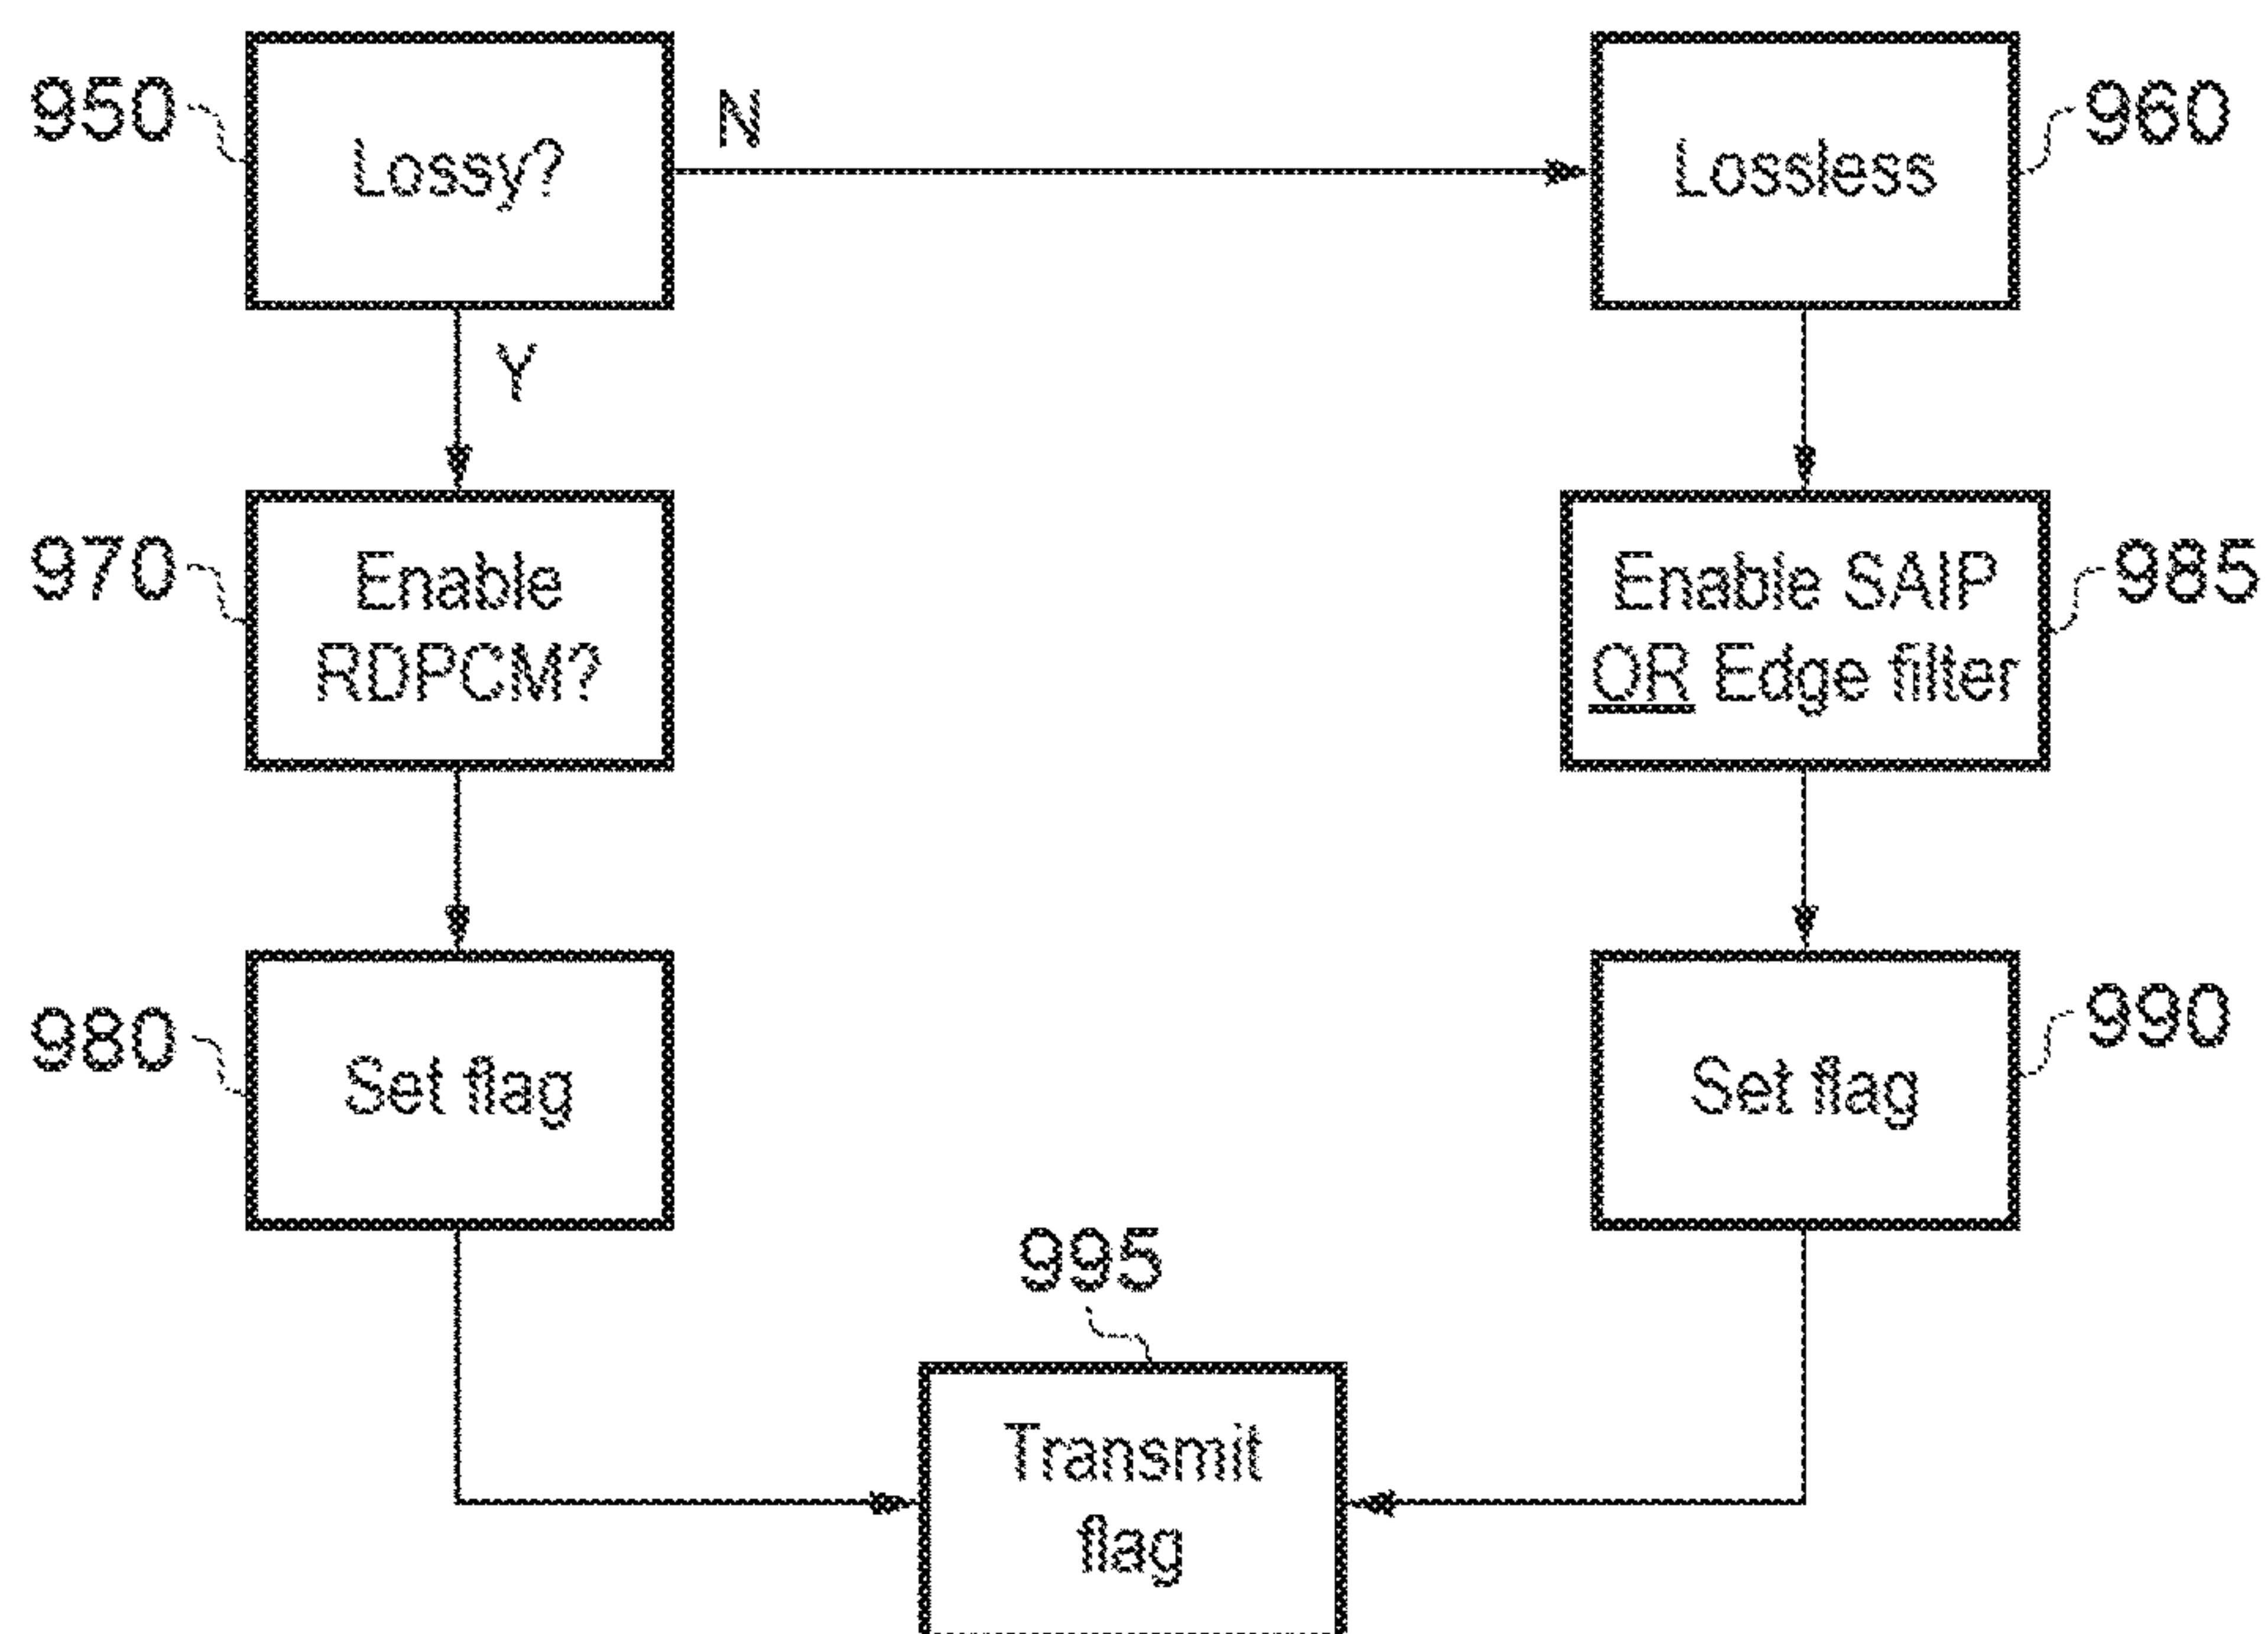 950
Lossy?
N
Lossless
960
Y
970
Enable
RDPCM?
Enable SAIP
OR Edge filter
985
980
Set flag
Set flag
990
995
Transmit
flag